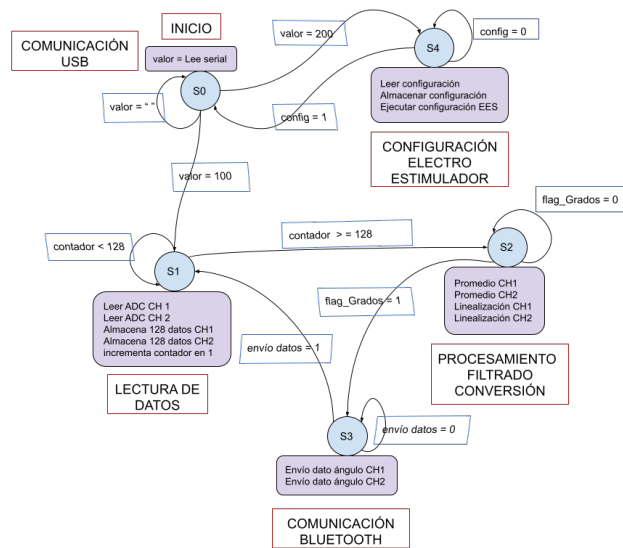 INICIO
COMUNICACIÓN
USB
valor = Lee serial
S0
valor = “ ”
valor = 200
config = 1
S4
config = 0
Leer configuración
Almacenar configuración
Ejecutar configuración EES
CONFIGURACIÓN
ELECTRO
ESTIMULADOR
valor = 100
contador < 128
S1
contador >= 128
Leer ADC CH 1
Leer ADC CH 2
Almacena 128 datos CH1
Almacena 128 datos CH2
incrementa contador en 1
LECTURA DE
DATOS
flag_Grados = 0
S2
Promedio CH1
Promedio CH2
Linealización CH1
Linealización CH2
PROCESAMIENTO
FILTRADO
CONVERSIÓN
flag_Grados = 1
envío datos = 1
S3
envío datos = 0
Envío dato ángulo CH1
Envío dato ángulo CH2
COMUNICACIÓN
BLUETOOTH